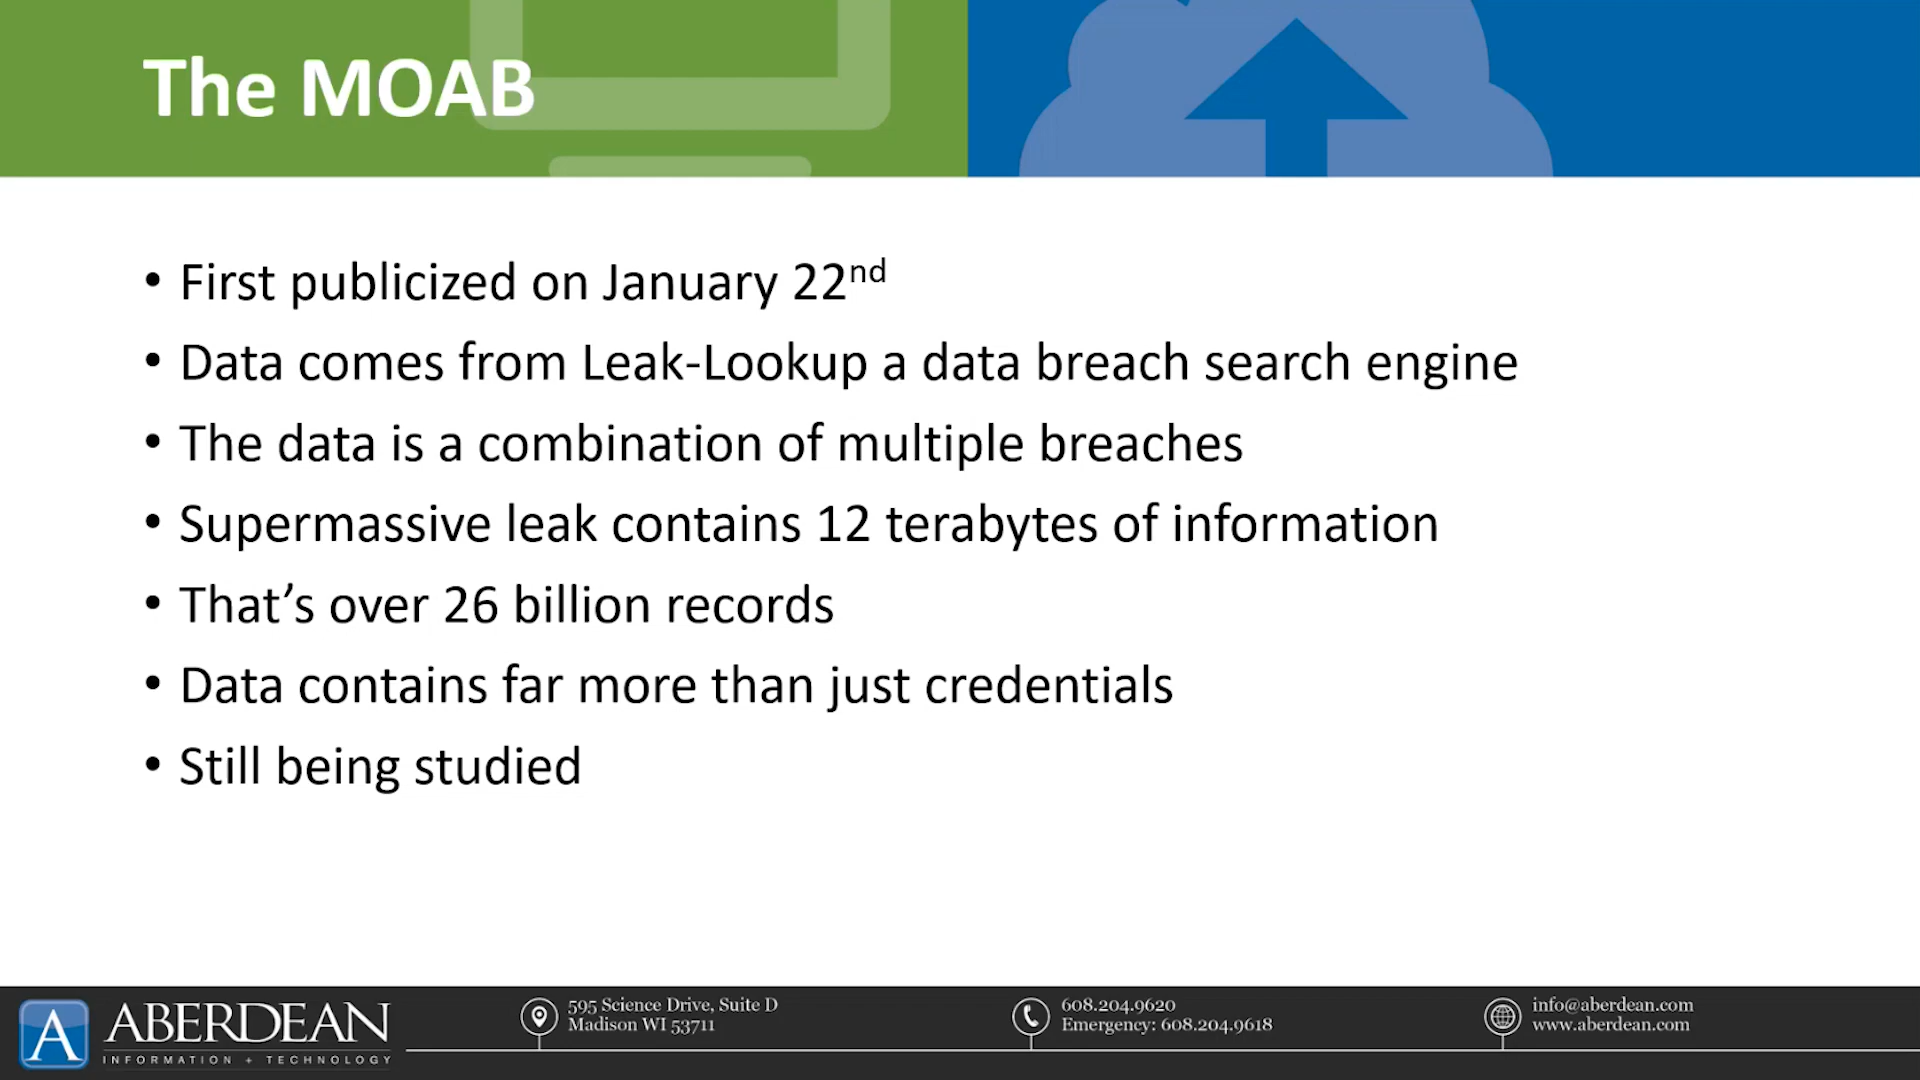 The MOAB
• First publicized on January 22nd
• Data comes from Leak-Lookup a data breach search engine
• The data is a combination of multiple breaches
• Supermassive leak contains 12 terabytes of information
• That’s over 26 billion records
• Data contains far more than just credentials
• Still being studied
A
ABERDEAN
INFORMATION + TECHNOLOGY
595 Science Drive, Suite D
Madison WI 53711
608.204.9620
Emergency: 608.204.9618
info@aberdean.com
www.aberdean.com